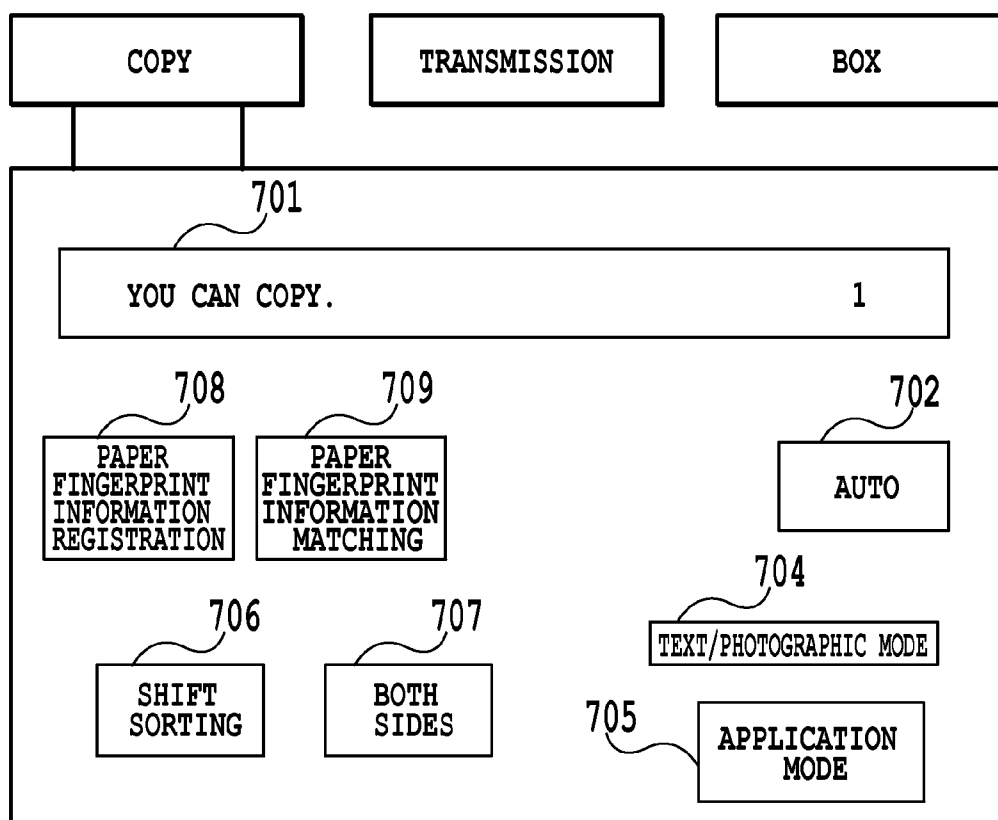 COPY
TRANSMISSION
BOX
701
YOU CAN COPY. 1
708
709
702
PAPER
FINGERPRINT
INFORMATION
REGISTRATION
PAPER
FINGERPRINT
INFORMATION
MATCHING
AUTO
704
706
707
TEXT/PHOTOGRAPHIC MODE
SHIFT
SORTING
BOTH
SIDES
705
APPLICATION
MODE